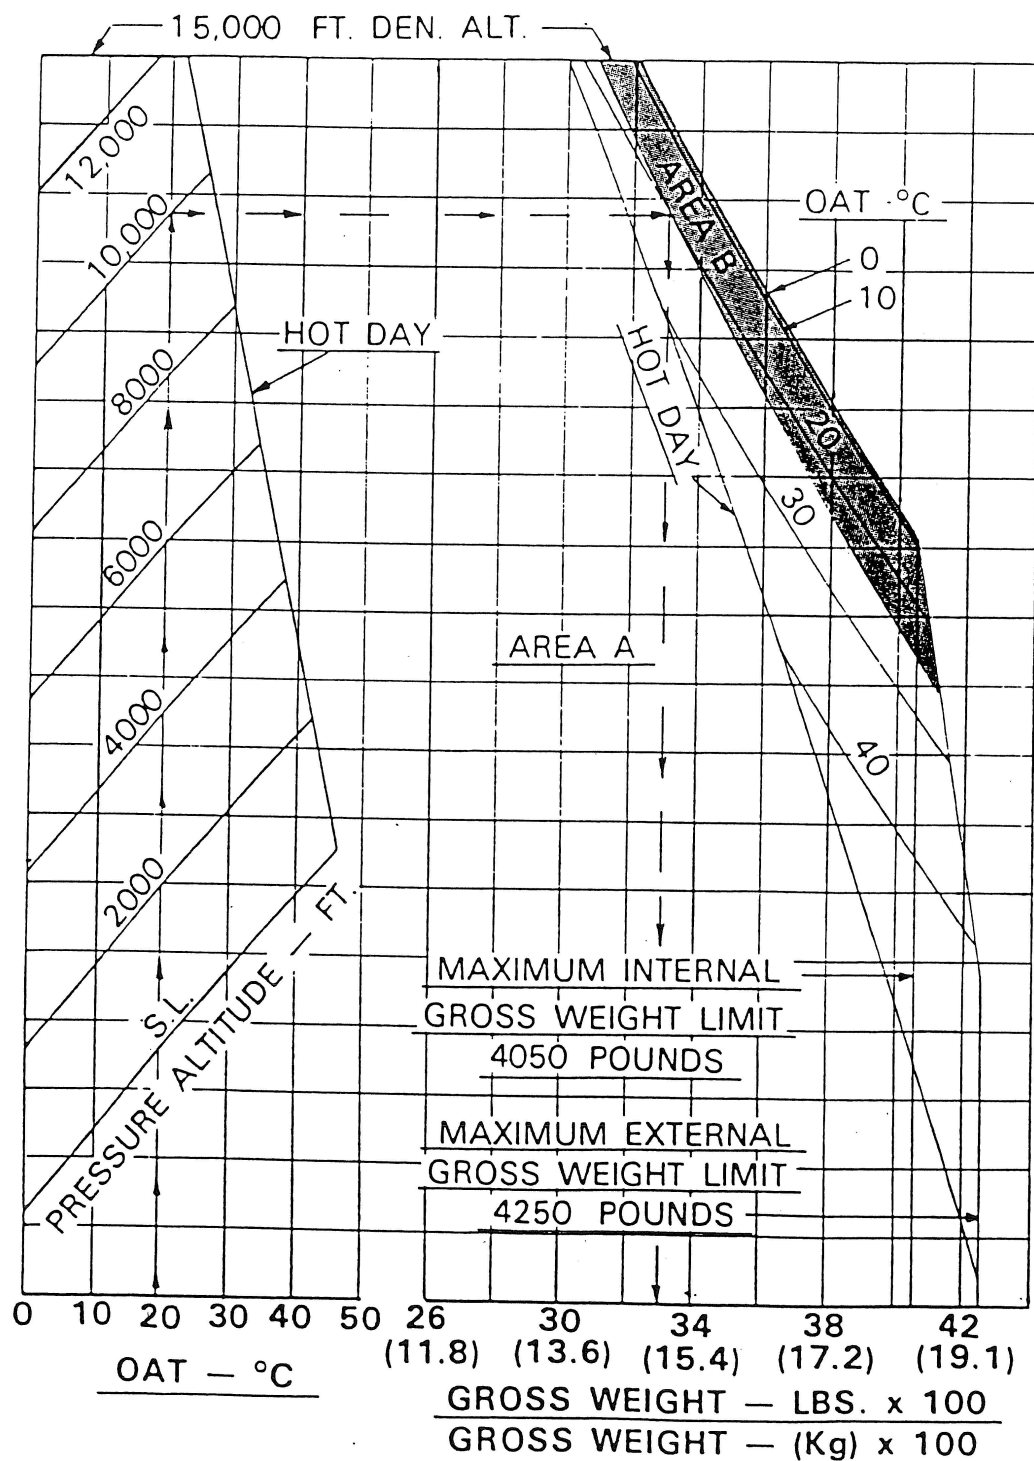 15,000 FT. DEN. ALT.
12,000
10,000
8000
6000
4000
2000
S.L.
PRESSURE ALTITUDE — FT.
HOT DAY
HOT DAY
AREA B
OAT °C
0
10
20
30
40
AREA A
MAXIMUM INTERNAL
GROSS WEIGHT LIMIT
4050 POUNDS
MAXIMUM EXTERNAL
GROSS WEIGHT LIMIT
4250 POUNDS
0 10 20 30 40 50 26 30 34 38 42
(11.8) (13.6) (15.4) (17.2) (19.1)
OAT — °C
GROSS WEIGHT — LBS. x 100
GROSS WEIGHT — (Kg) x 100